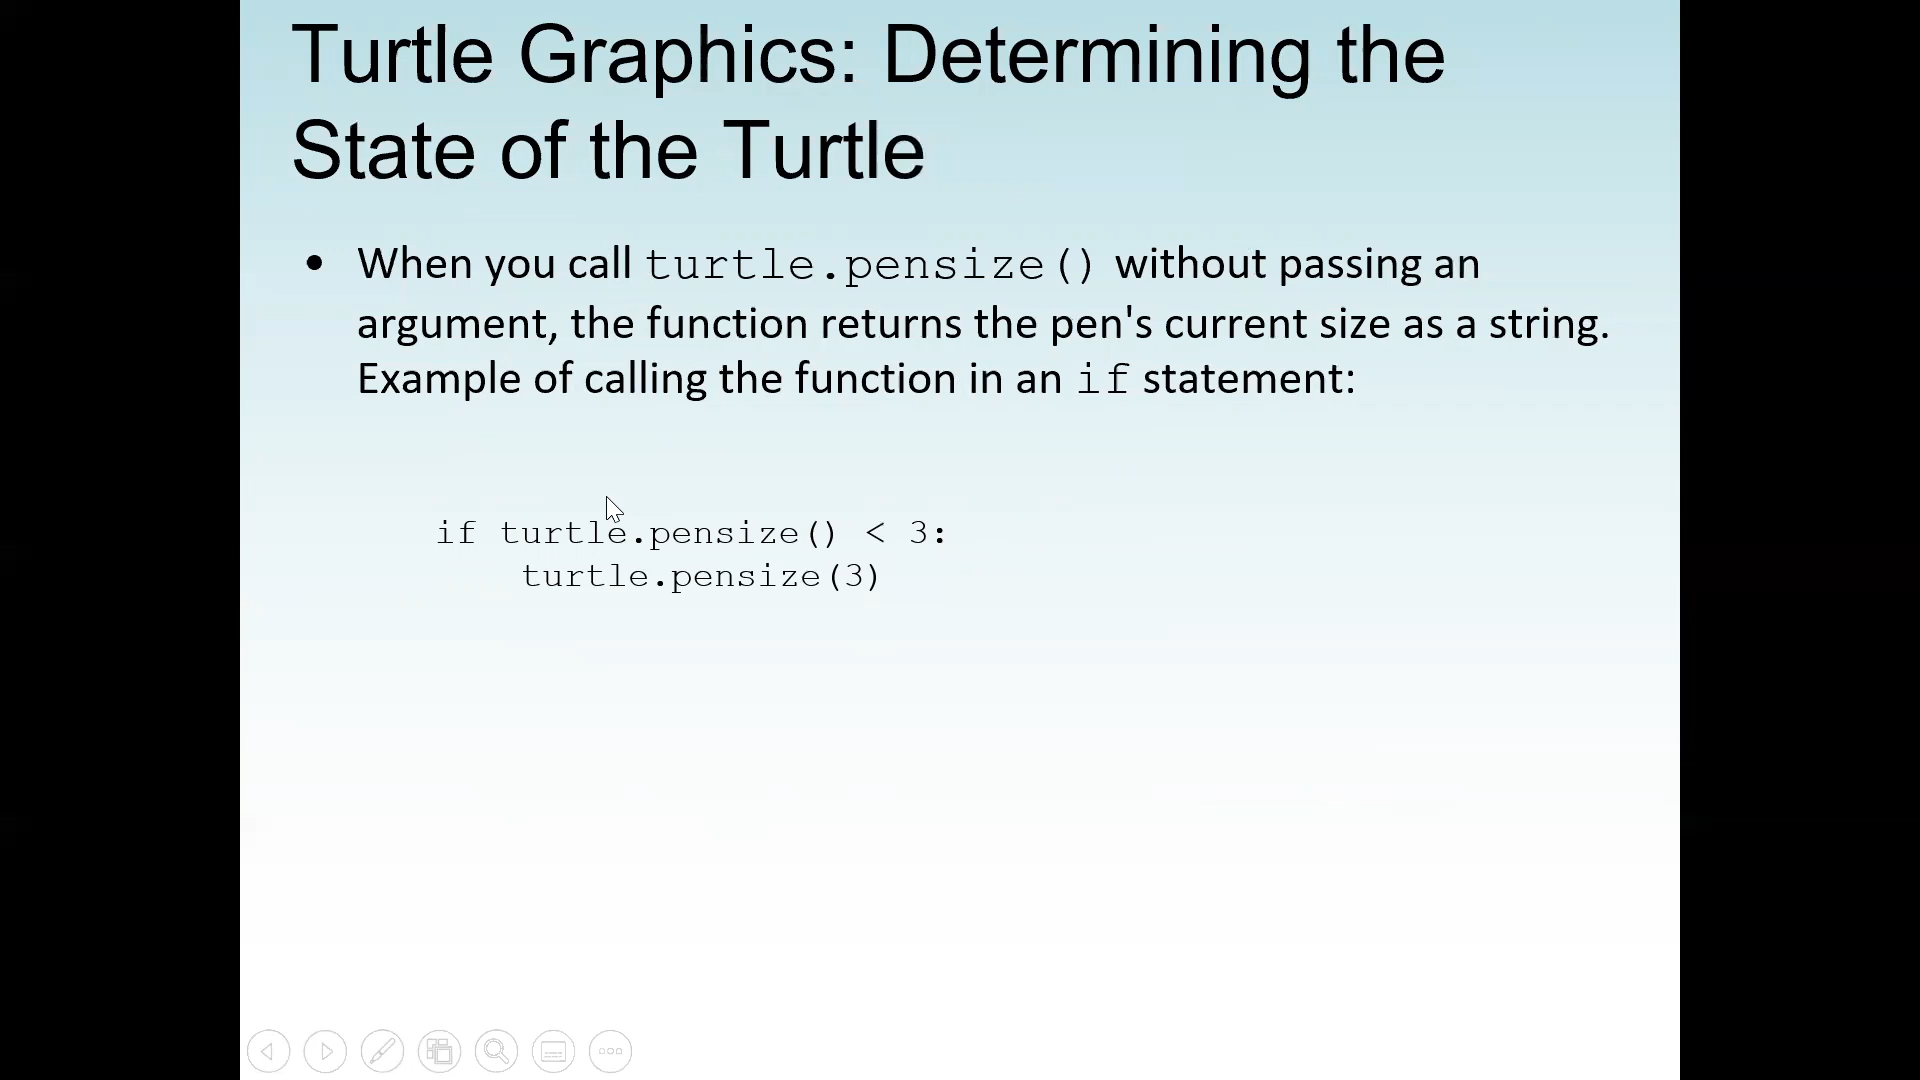 Turtle Graphics: Determining the
State of the Turtle
• When you call turtle.pensize() without passing an
argument, the function returns the pen's current size as a string.
Example of calling the function in an if statement:
if turtle.pensize() < 3:
    turtle.pensize(3)